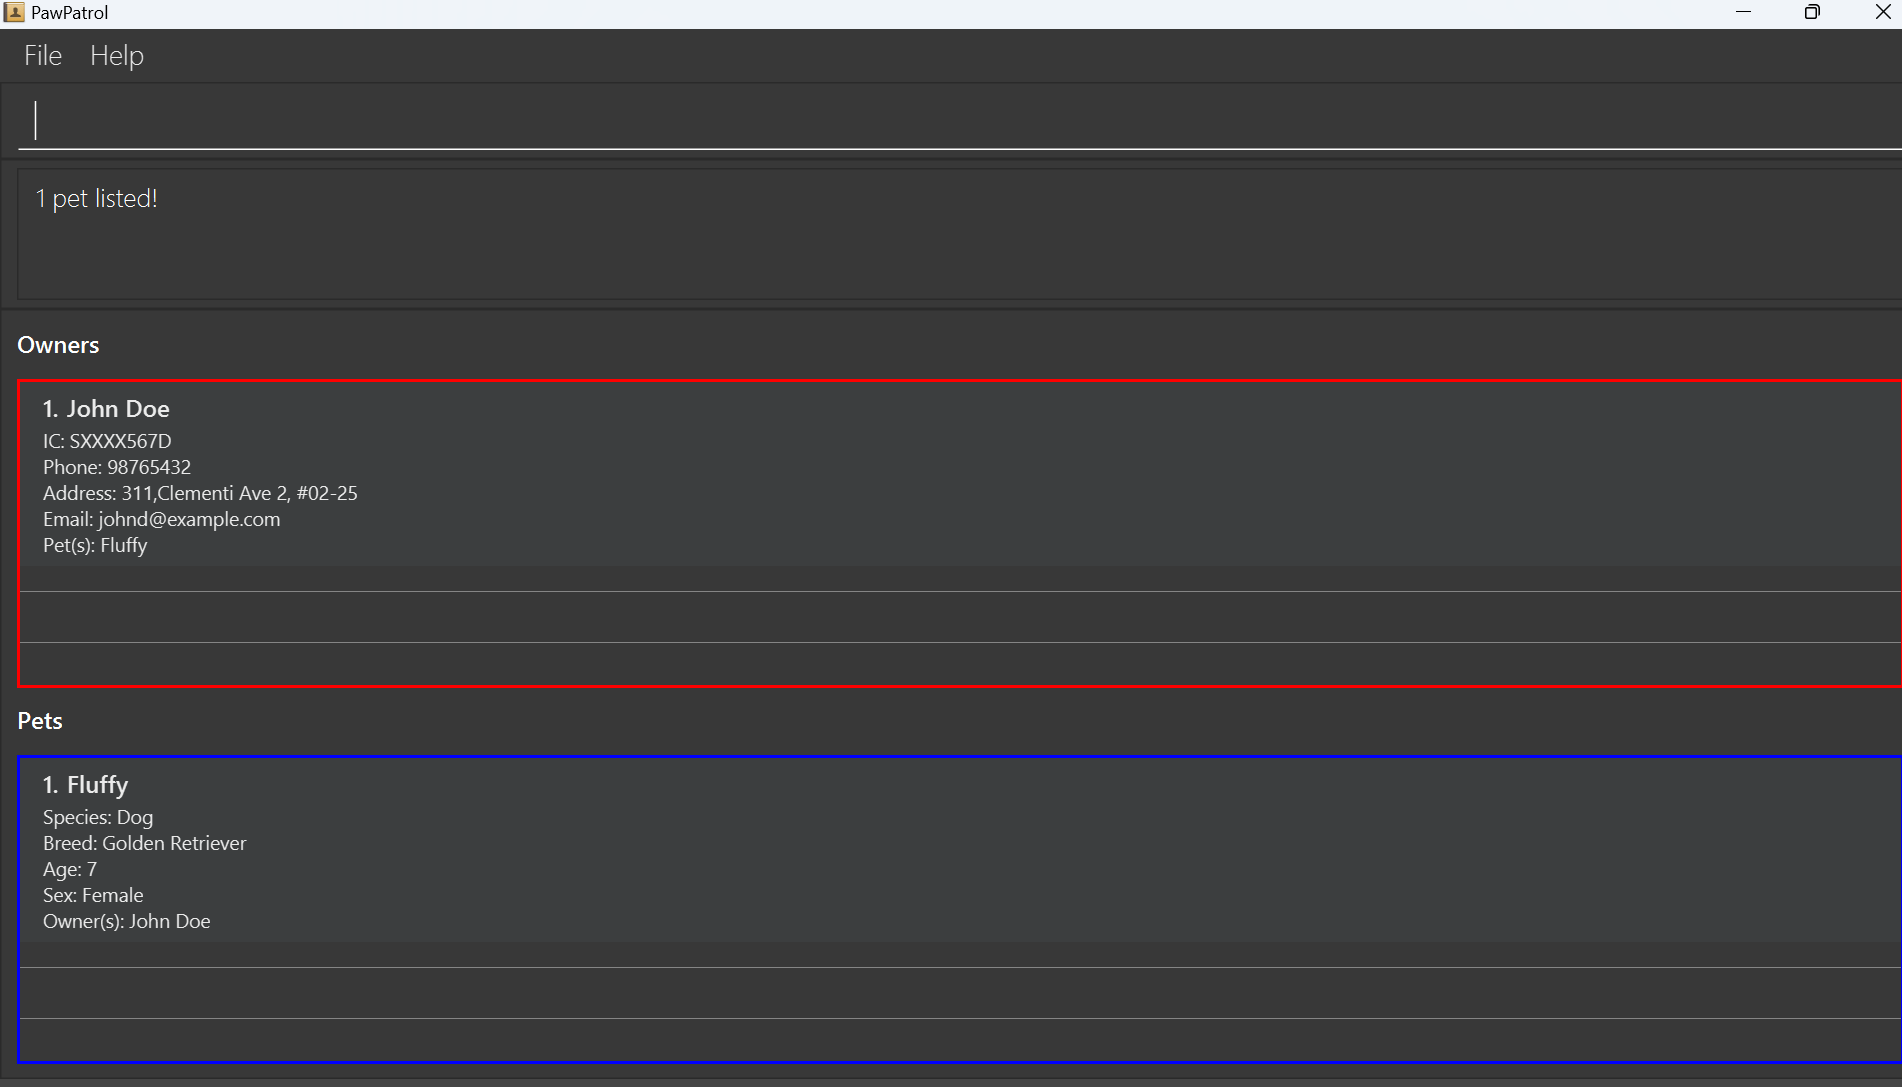 PawPatrol
File Help
1 pet listed!
Owners
1. John Doe
IC: SXXXX567D
Phone: 98765432
Address: 311,Clementi Ave 2, #02-25
Email: johnd@example.com
Pet(s): Fluffy
Pets
1. Fluffy
Species: Dog
Breed: Golden Retriever
Age: 7
Sex: Female
Owner(s): John Doe